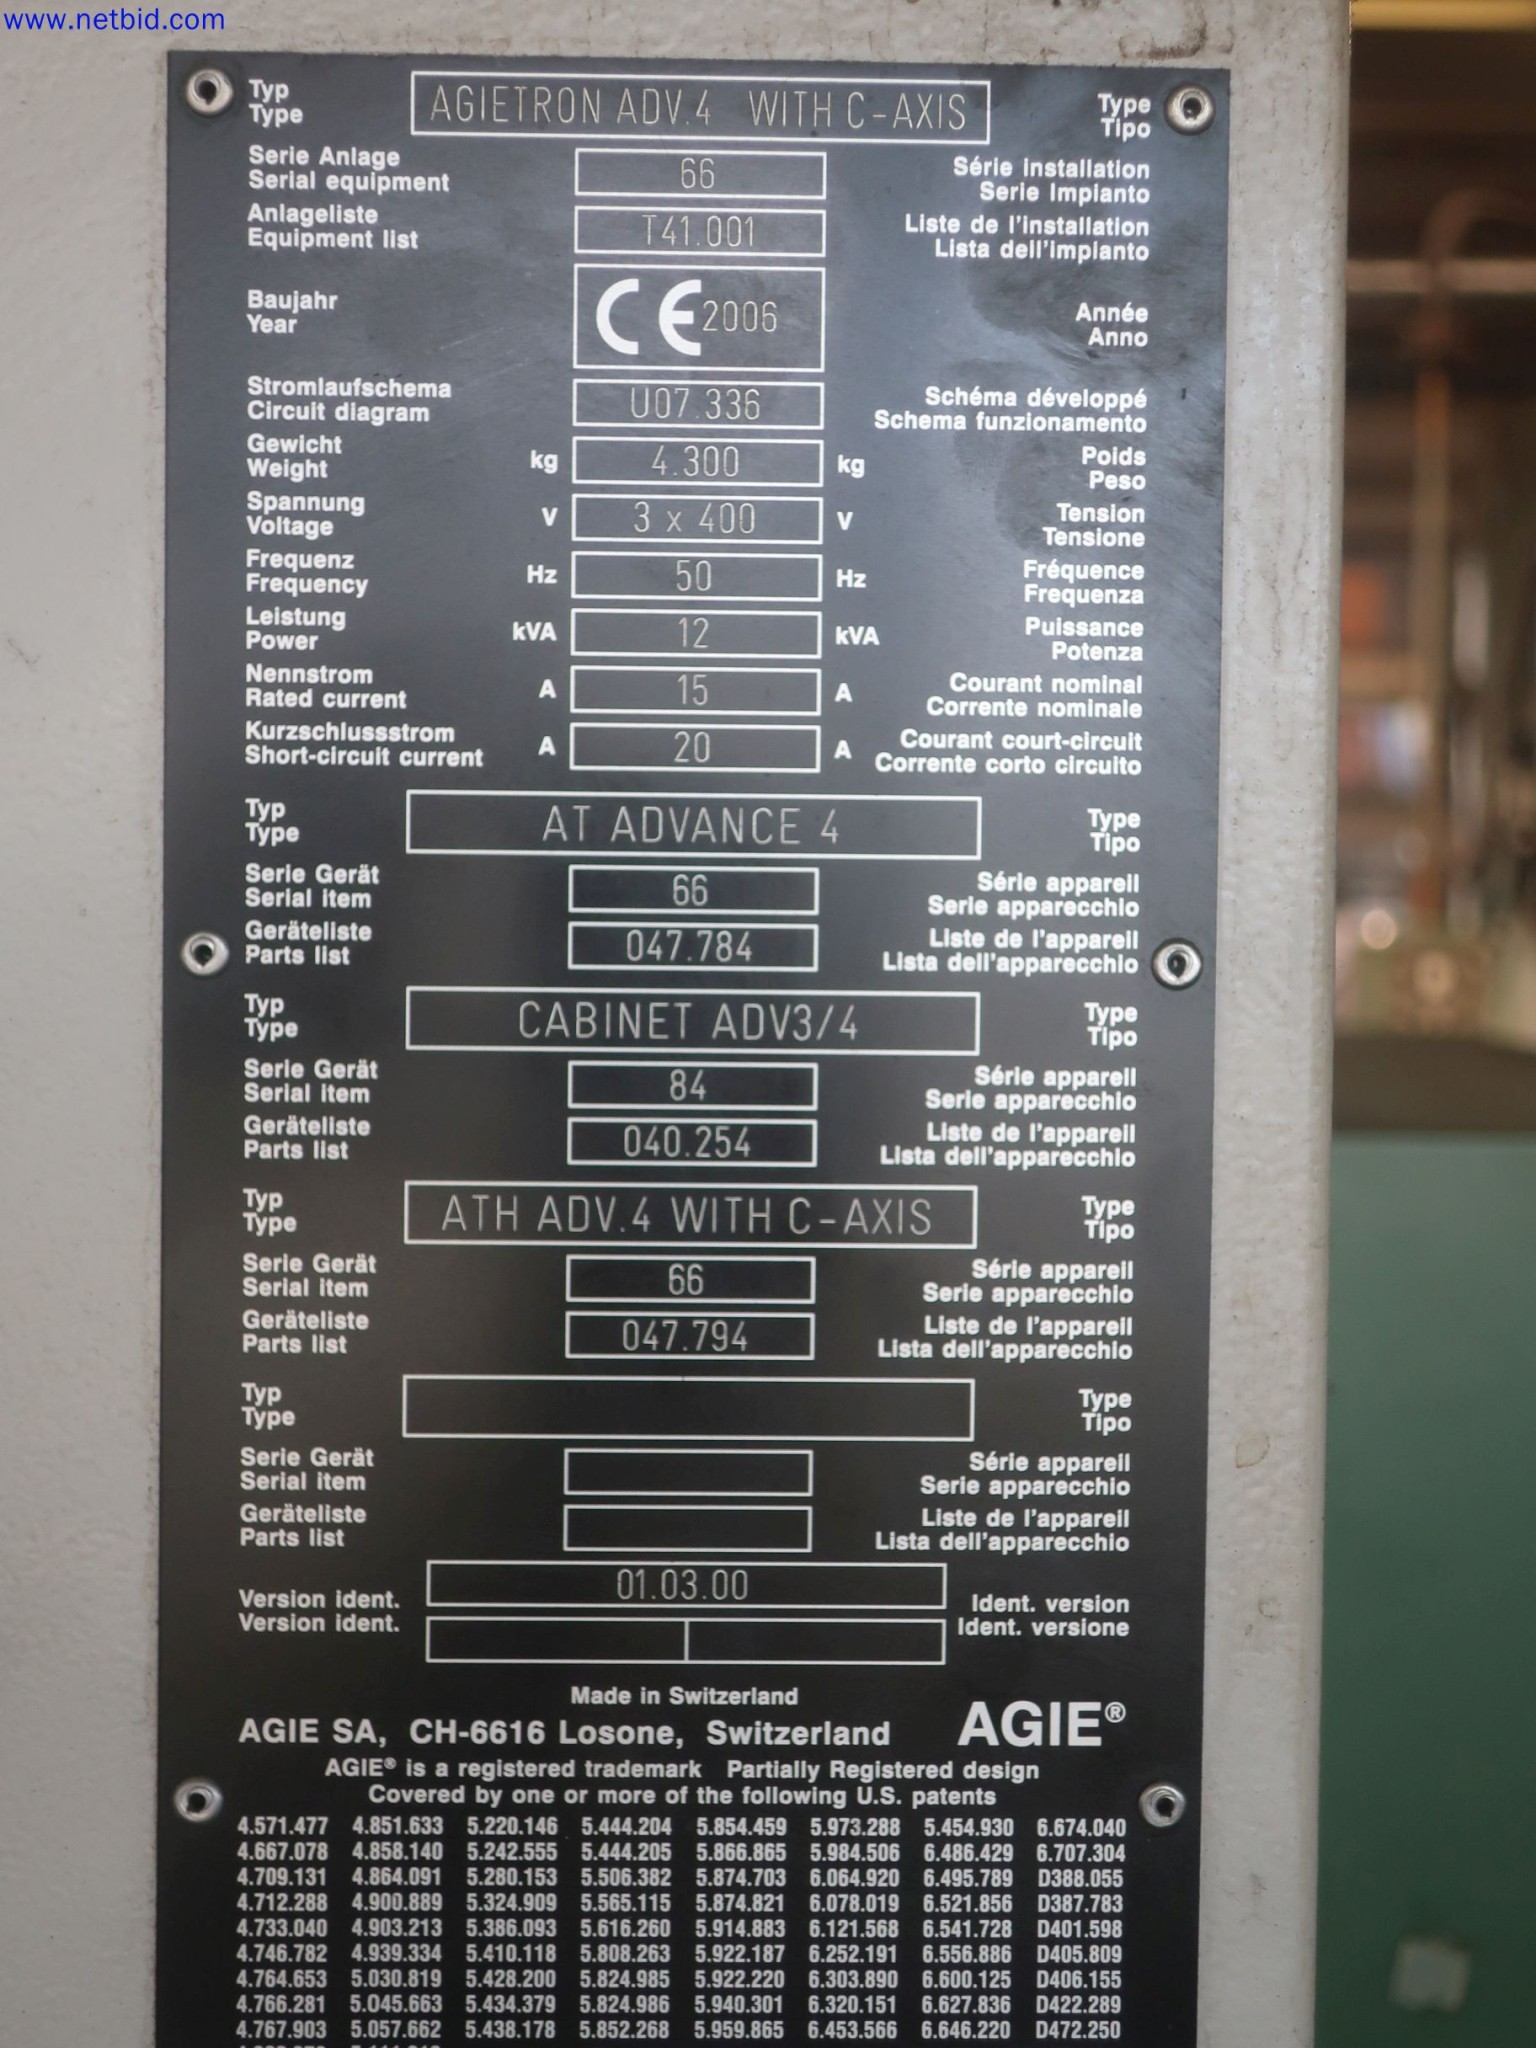 www.netbid.com
Typ AGIETRON ADV.4 WITH C-AXIS Type
Type Tipo
Serie Anlage 66 Série installation
Serial equipment Serie Impianto
Anlageliste T41.001 Liste de l'installation
Equipment list Lista dell'impianto
Baujahr CE 2006 Année
Year Anno
Stromlaufschema U07.336 Schéma développé
Circuit diagram Schema funzionamento
Gewicht kg 4.300 kg Poids
Weight Peso
Spannung V 3 x 400 V Tension
Voltage Tensione
Frequenz Hz 50 Hz Fréquence
Frequency Frequenza
Leistung kVA 12 kVA Puissance
Power Potenza
Nennstrom A 15 A Courant nominal
Rated current Corrente nominale
Kurzschlussstrom A 20 A Courant court-circuit
Short-circuit current Corrente corto circuito
Typ AT ADVANCE 4 Type
Type Tipo
Serie Gerät 66 Série appareil
Serial item Serie apparecchio
Geräteliste 047.784 Liste de l'appareil
Parts list Lista dell'apparecchio
Typ CABINET ADV3/4 Type
Type Tipo
Serie Gerät 84 Série appareil
Serial item Serie apparecchio
Geräteliste 040.254 Liste de l'appareil
Parts list Lista dell'apparecchio
Typ ATH ADV.4 WITH C-AXIS Type
Type Tipo
Serie Gerät 66 Série appareil
Serial item Serie apparecchio
Geräteliste 047.794 Liste de l'appareil
Parts list Lista dell'apparecchio
Typ Type
Type Tipo
Serie Gerät Série appareil
Serial item Serie apparecchio
Geräteliste Liste de l'appareil
Parts list Lista dell'apparecchio
Version ident. 01.03.00 Ident. version
Version ident. Ident. versione
Made in Switzerland
AGIE SA, CH-6616 Losone, Switzerland AGIE®
AGIE® is a registered trademark Partially Registered design
Covered by one or more of the following U.S. patents
4.571.477 4.851.633 5.220.146 5.444.204 5.854.459 5.973.288 5.454.930 6.674.040
4.667.078 4.858.140 5.242.555 5.444.205 5.866.865 5.984.506 6.486.429 6.707.304
4.709.131 4.864.091 5.280.153 5.506.382 5.874.703 6.064.920 6.495.789 D388.055
4.712.288 4.900.889 5.324.909 5.565.115 5.874.821 6.078.019 6.521.856 D387.783
4.733.040 4.903.213 5.386.093 5.616.260 5.914.883 6.121.568 6.541.728 D401.598
4.746.782 4.939.334 5.410.118 5.808.263 5.922.187 6.252.191 6.556.886 D405.809
4.764.653 5.030.819 5.428.200 5.824.985 5.922.220 6.303.890 6.600.125 D406.155
4.766.281 5.045.663 5.434.379 5.824.986 5.940.301 6.320.151 6.627.836 D422.289
4.767.903 5.057.662 5.438.178 5.852.268 5.959.865 6.453.566 6.646.220 D472.250